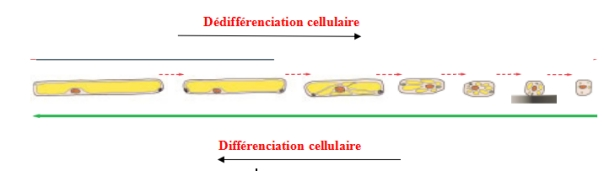 Dédifférenciation cellulaire
Différenciation cellulaire